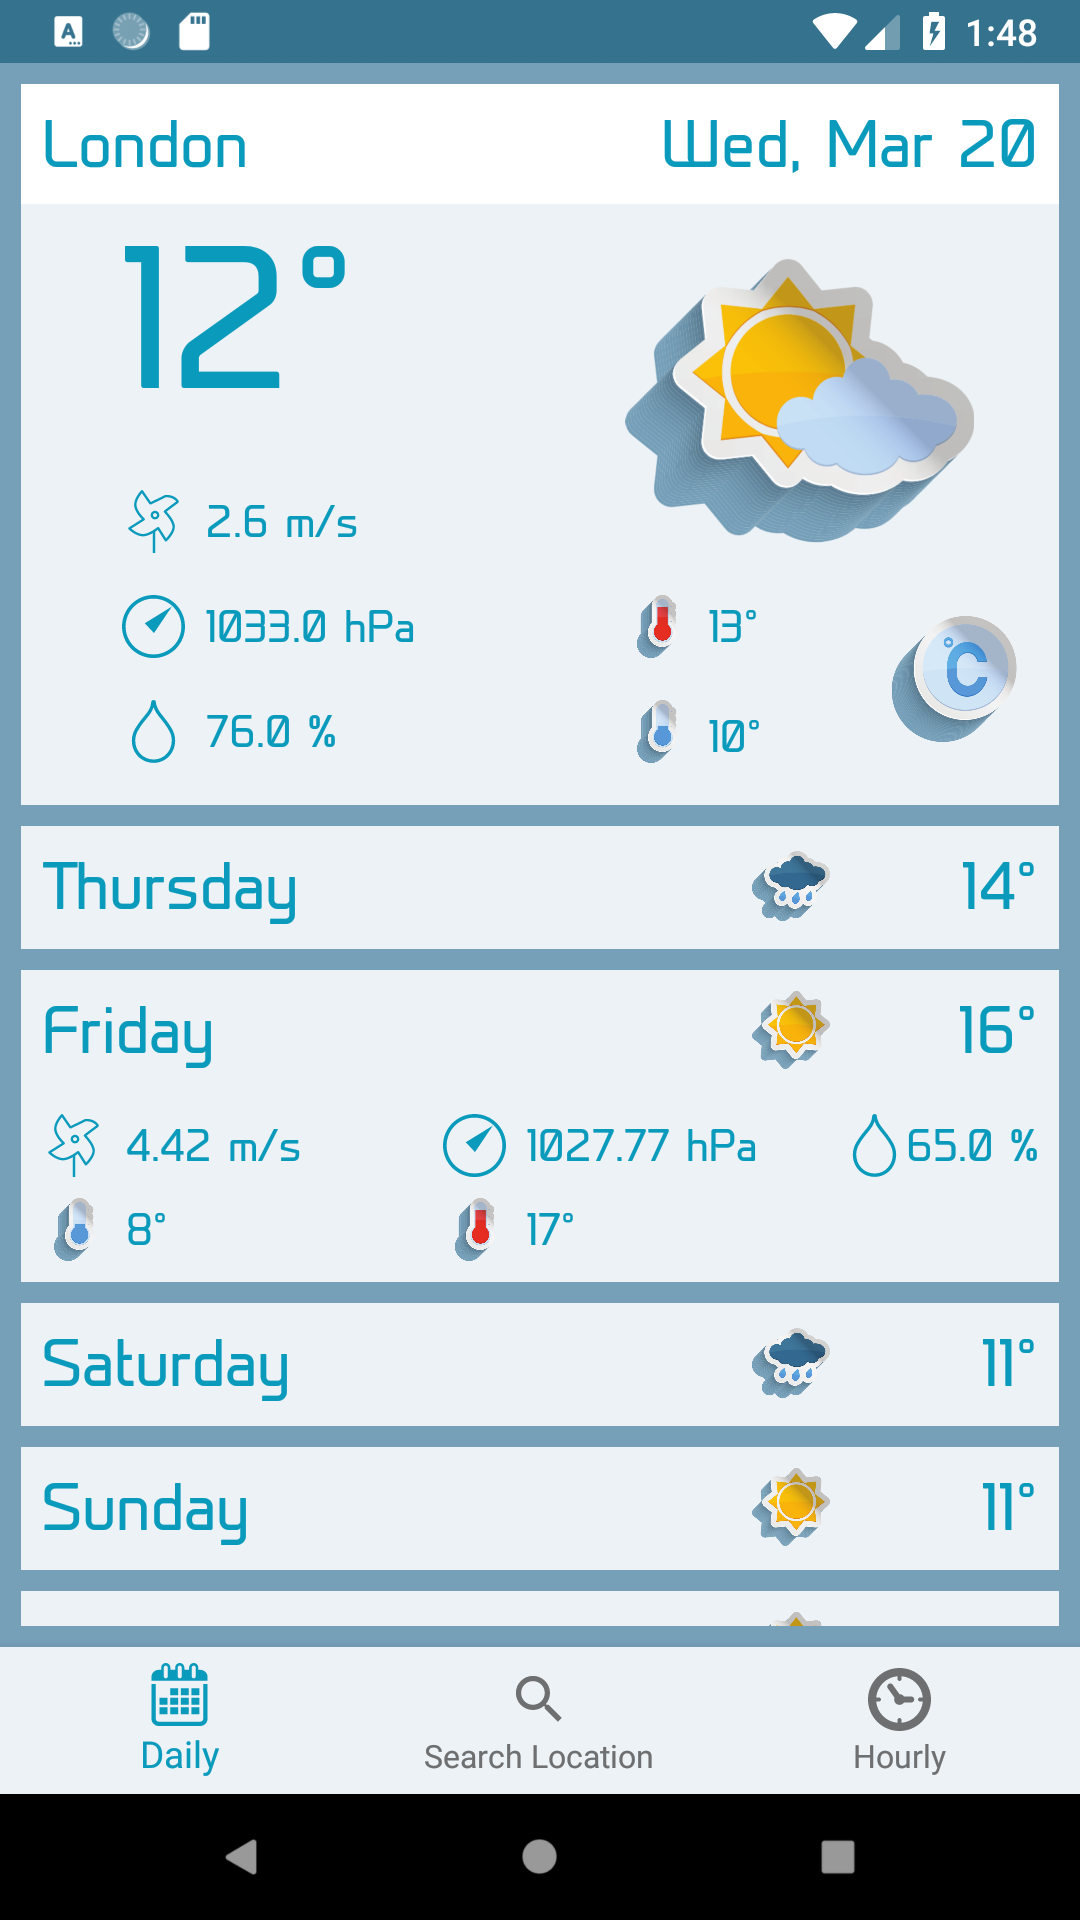 1:48
London Wed, Mar 20
12°
2.6 m/s
1033.0 hPa 13°
°C
76.0 % 10°
Thursday 14°
Friday 16°
4.42 m/s 1027.77 hPa 65.0 %
8° 17°
Saturday 11°
Sunday 11°
Daily Search Location Hourly